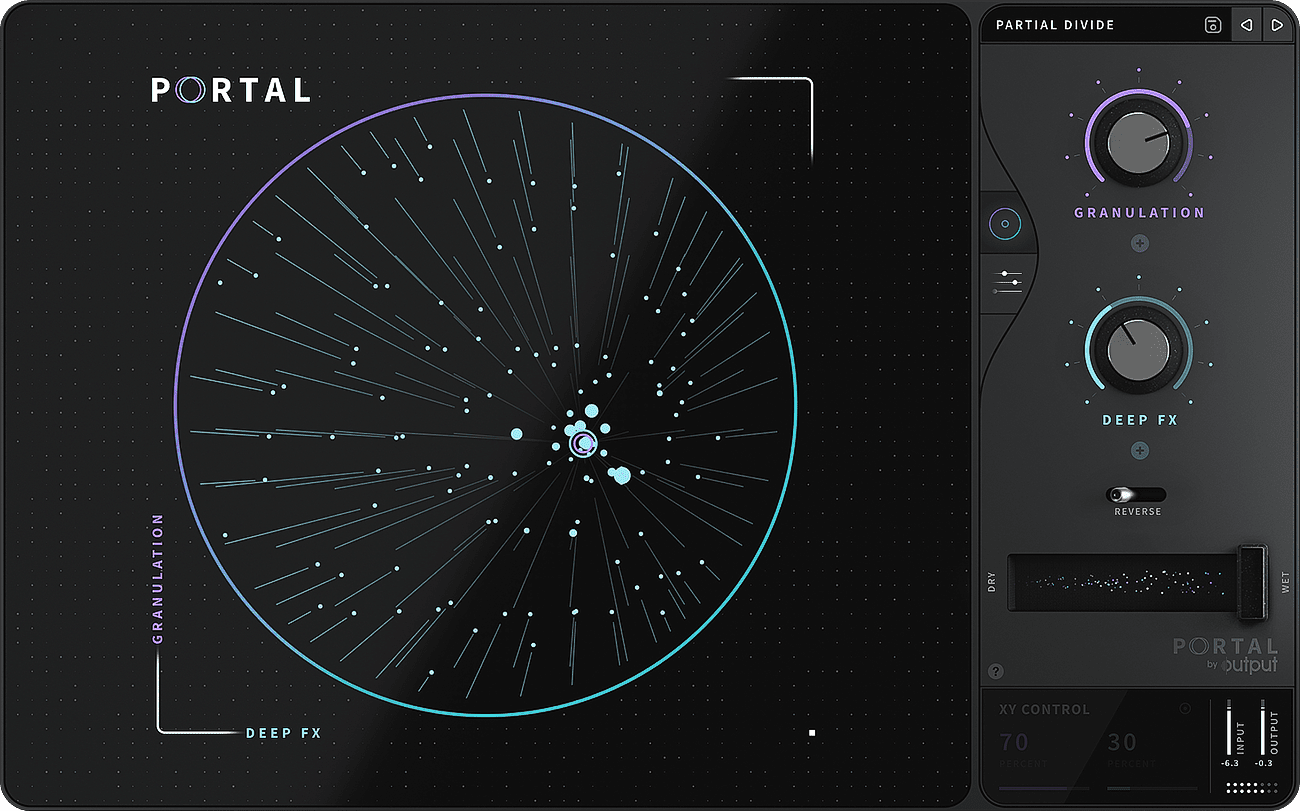 PORTAL
GRANULATION
DEEP FX
PARTIAL DIVIDE
GRANULATION
DEEP FX
REVERSE
DRY
WET
PORTAL
by output
?
XY CONTROL
70
30
PERCENT
PERCENT
INPUT
OUTPUT
-6.3
-0.3